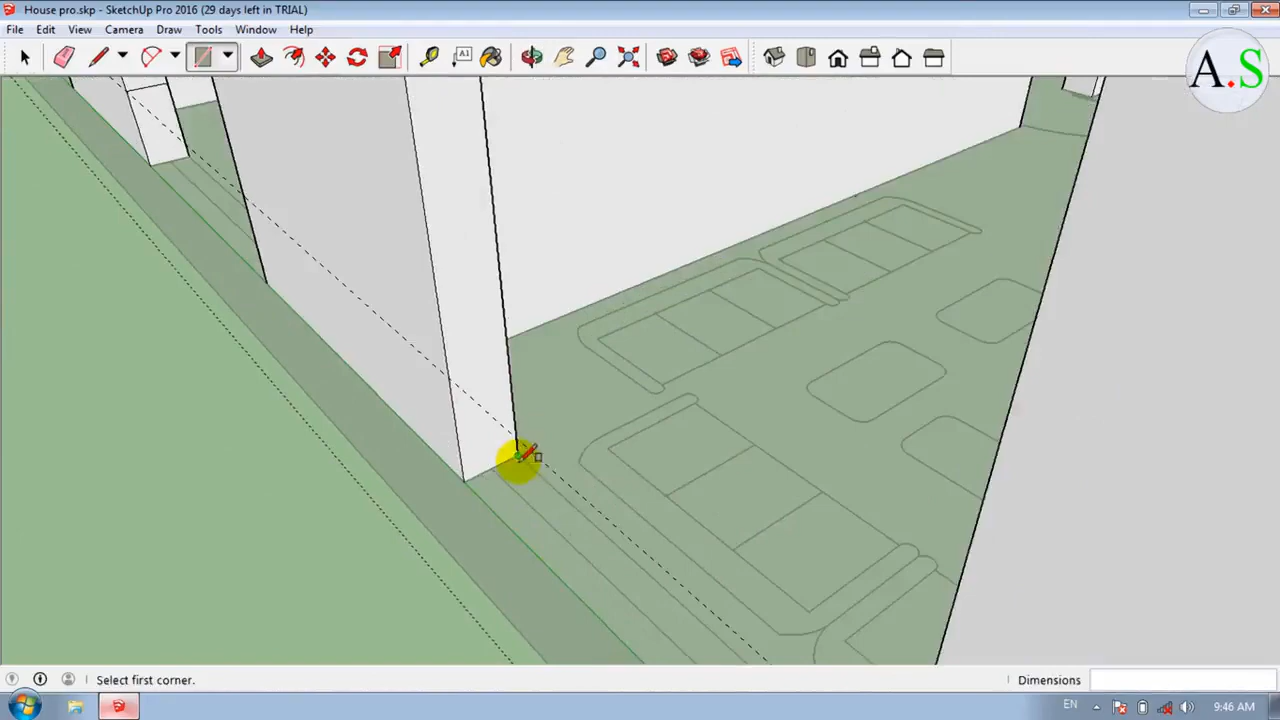 House pro.skp - SketchUp Pro 2016 (29 days left in TRIAL)
File Edit View Camera Draw Tools Window Help
A1
A.S
Select first corner.
Dimensions
EN
9:46 AM